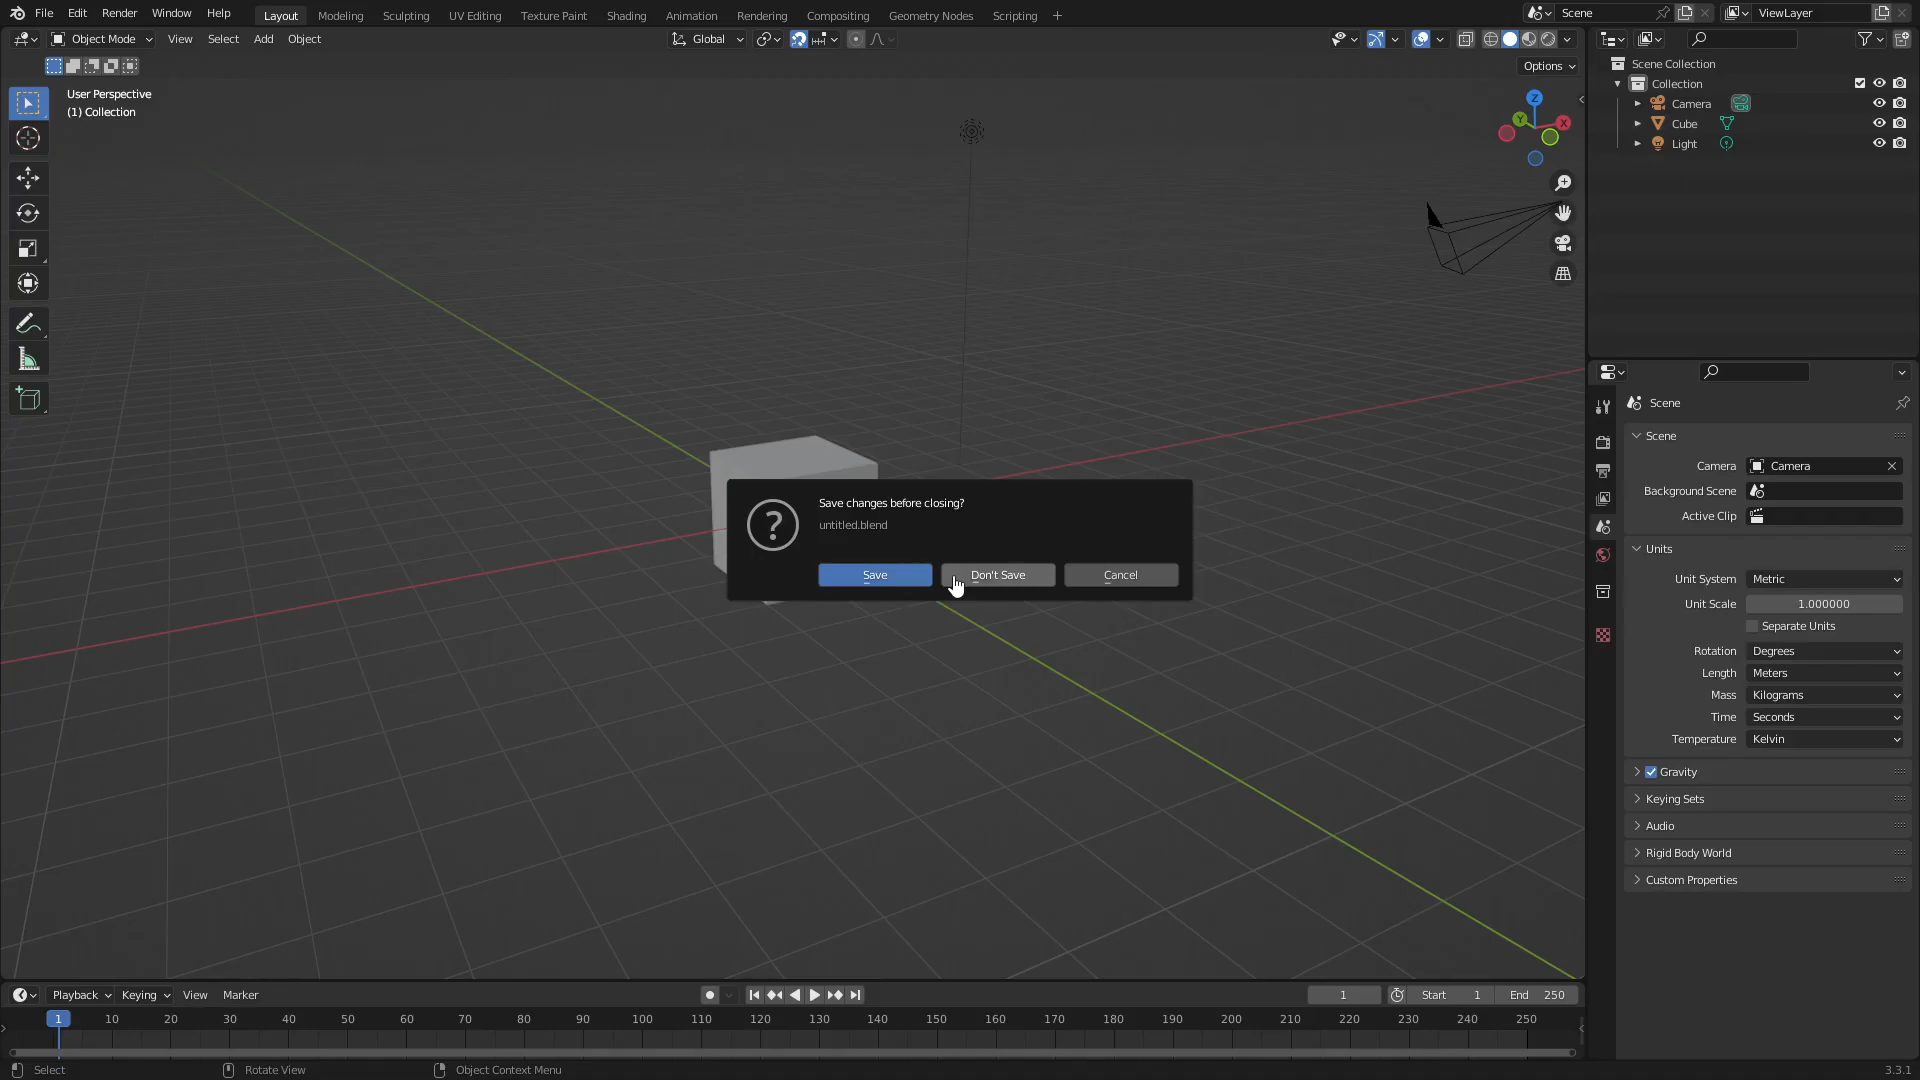 File Edit Render Window Help Layout Modeling Sculpting UV Editing Texture Paint Shading Animation Rendering Compositing Geometry Nodes Scripting + Scene ViewLayer
Object Mode View Select Add Object Global
Options
User Perspective
(1) Collection
Z
Y
X
Scene Collection
Collection
Camera
Cube
Light
Save changes before closing?
untitled.blend
Save Don't Save Cancel
Scene
Scene
Camera Camera
Background Scene
Active Clip
Units
Unit System Metric
Unit Scale 1.000000
Separate Units
Rotation Degrees
Length Meters
Mass Kilograms
Time Seconds
Temperature Kelvin
Gravity
Keying Sets
Audio
Rigid Body World
Custom Properties
Playback Keying View Marker 1 Start 1 End 250
1 10 20 30 40 50 60 70 80 90 100 110 120 130 140 150 160 170 180 190 200 210 220 230 240 250
Select Rotate View Object Context Menu 3.3.1